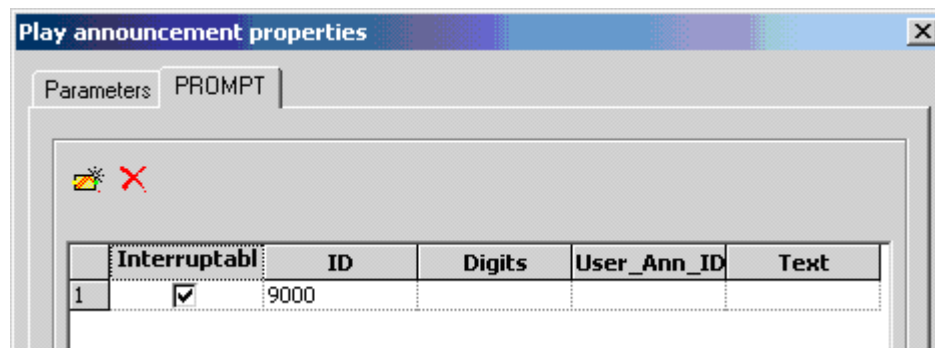 Play announcement properties
Parameters PROMPT
Interruptabl ID Digits User_Ann_ID Text
1 9000